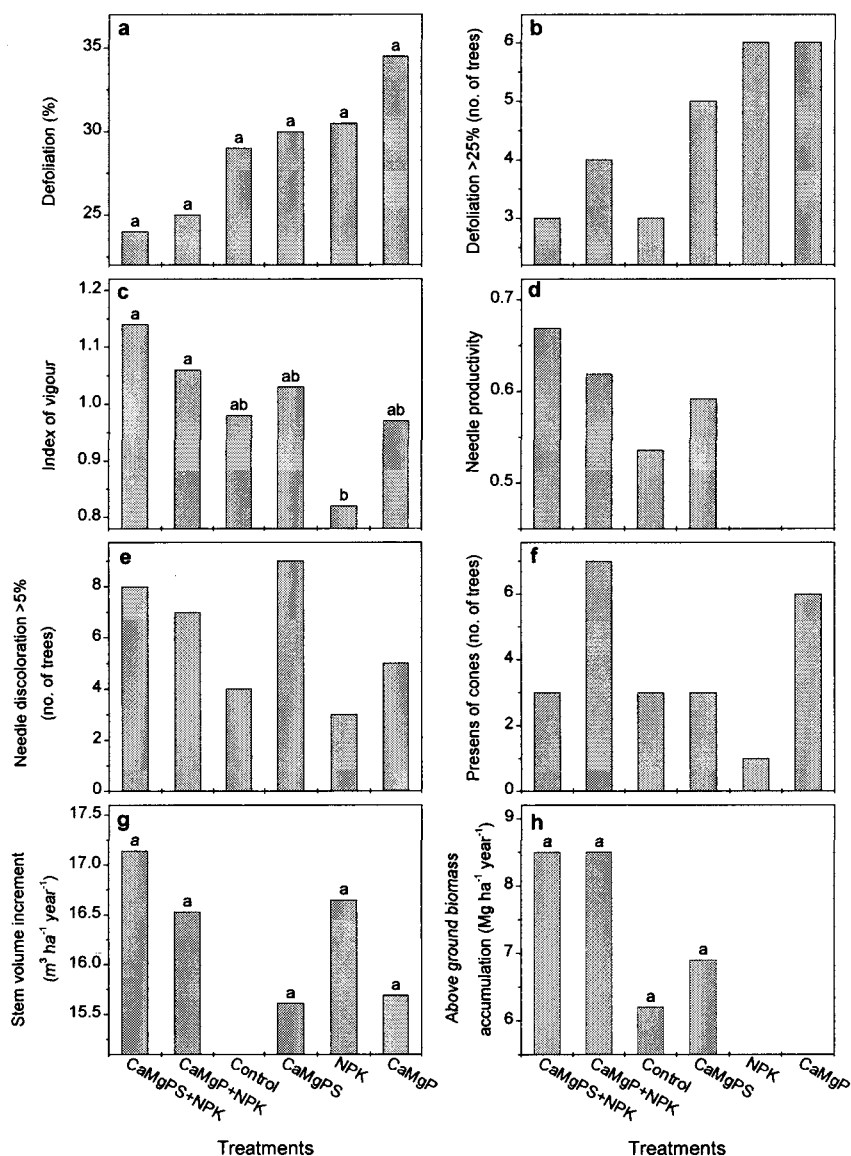 a
Defoliation (%)
35
30
25
a a a a a a
b
Defoliation >25% (no. of trees)
6
5
4
3
c
Index of vigour
1.2
1.1
1.0
0.9
0.8
a a ab ab b ab
d
Needle productivity
0.7
0.6
0.5
e
Needle discoloration >5%
(no. of trees)
8
6
4
2
0
f
Presens of cones (no. of trees)
6
4
2
0
g
Stem volume increment
(m³ ha⁻¹ year⁻¹)
17.5
17.0
16.5
16.0
15.5
a a a a a
h
Above ground biomass
accumulation (Mg ha⁻¹ year⁻¹)
9
8
7
6
a a a a
CaMgPS+NPK
CaMgP+NPK
Control
CaMgPS
NPK
CaMgP
Treatments
CaMgPS+NPK
CaMgP+NPK
Control
CaMgPS
NPK
CaMgP
Treatments